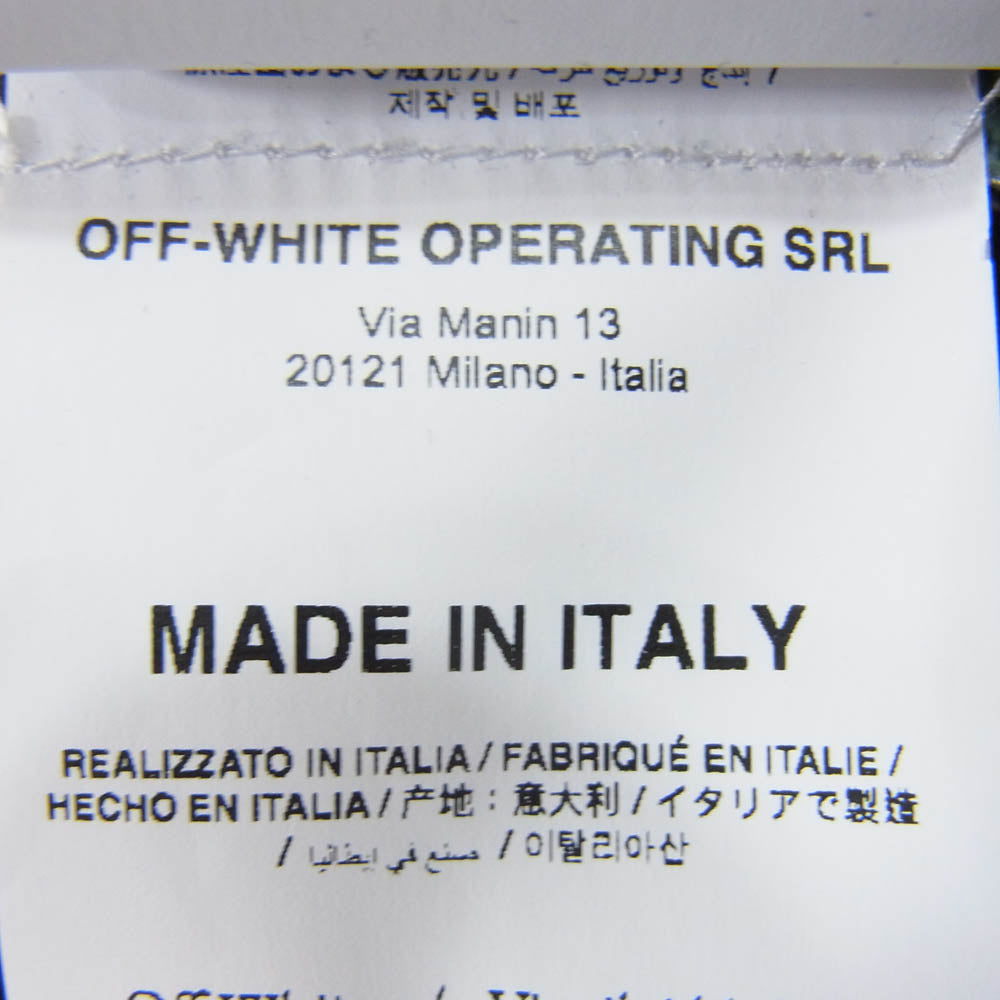 제작 및 배포
OFF-WHITE OPERATING SRL
Via Manin 13
20121 Milano - Italia
MADE IN ITALY
REALIZZATO IN ITALIA / FABRIQUÉ EN ITALIE /
HECHO EN ITALIA / 产地：意大利 / イタリアで製造
/ صنع في إيطاليا / 이탈리아산